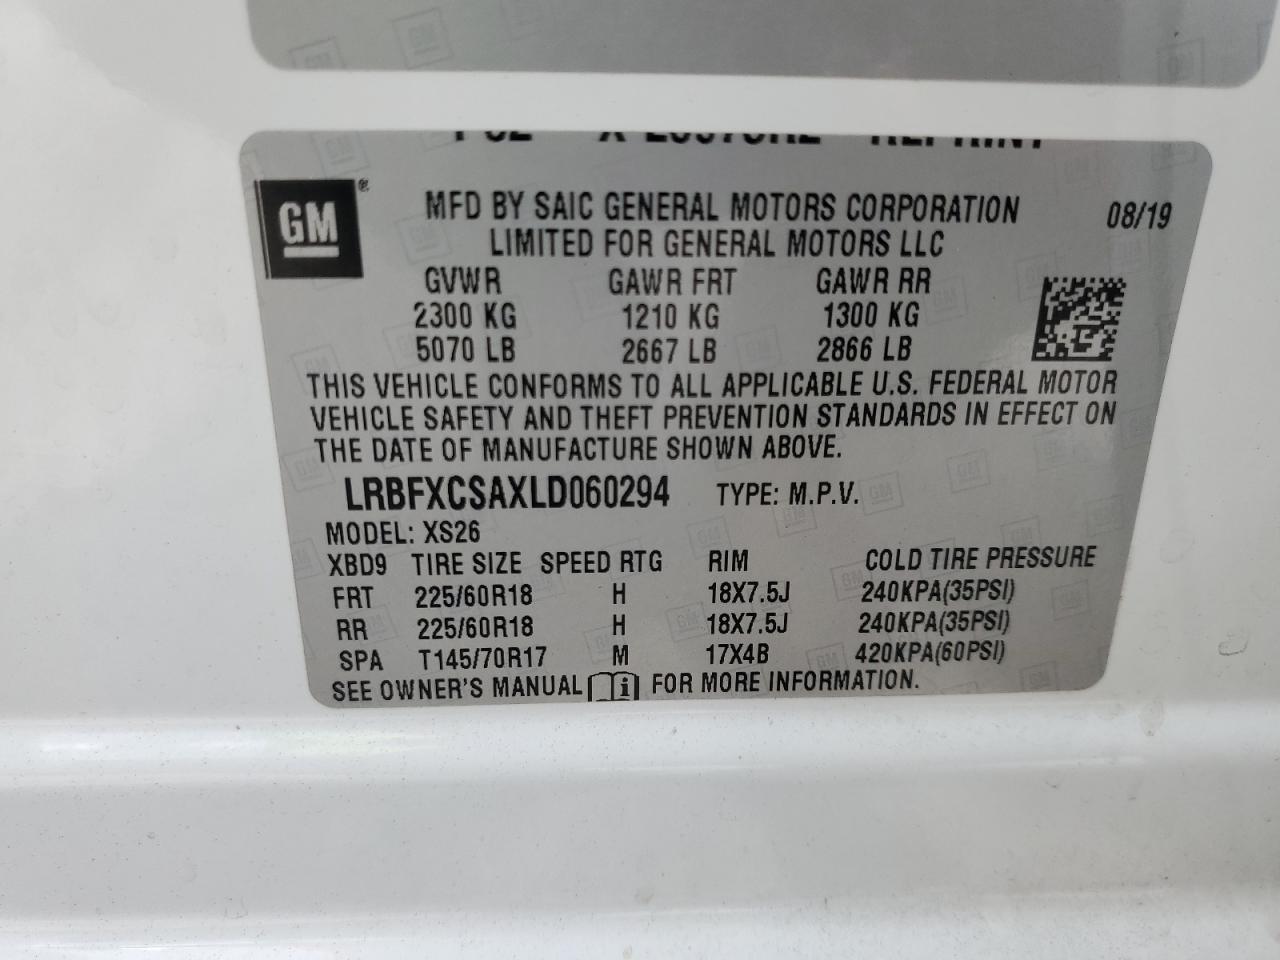 GM ®
MFD BY SAIC GENERAL MOTORS CORPORATION 08/19
LIMITED FOR GENERAL MOTORS LLC
GVWR GAWR FRT GAWR RR
2300 KG 1210 KG 1300 KG
5070 LB 2667 LB 2866 LB
THIS VEHICLE CONFORMS TO ALL APPLICABLE U.S. FEDERAL MOTOR
VEHICLE SAFETY AND THEFT PREVENTION STANDARDS IN EFFECT ON
THE DATE OF MANUFACTURE SHOWN ABOVE.
LRBFXCSAXLD060294 TYPE: M.P.V.
MODEL: XS26
XBD9 TIRE SIZE SPEED RTG RIM COLD TIRE PRESSURE
FRT 225/60R18 H 18X7.5J 240KPA(35PSI)
RR 225/60R18 H 18X7.5J 240KPA(35PSI)
SPA T145/70R17 M 17X4B 420KPA(60PSI)
SEE OWNER'S MANUAL i FOR MORE INFORMATION.